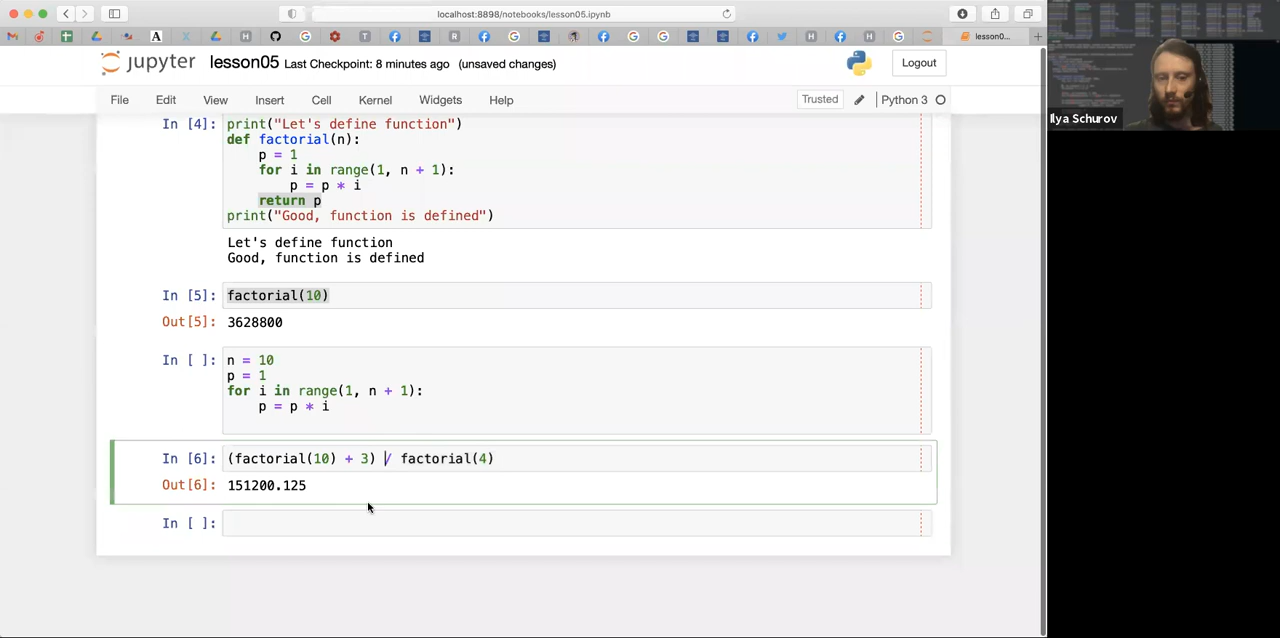 localhost:8898/notebooks/lesson05.ipynb
lesson0...
jupyter lesson05 Last Checkpoint: 3 minutes ago (unsaved changes)
Logout
File Edit View Insert Cell Kernel Widgets Help
Trusted Python 3
In [4]: print("Let's define function")
def factorial(n):
    p = 1
    for i in range(1, n + 1):
        p = p * i
    return p
print("Good, function is defined")
Let's define function
Good, function is defined
In [5]: factorial(10)
Out[5]: 3628800
In [ ]: n = 10
p = 1
for i in range(1, n + 1):
    p = p * i
In [6]: (factorial(10) + 3) / factorial(4)
Out[6]: 151200.125
In [ ]:
Ilya Schurov